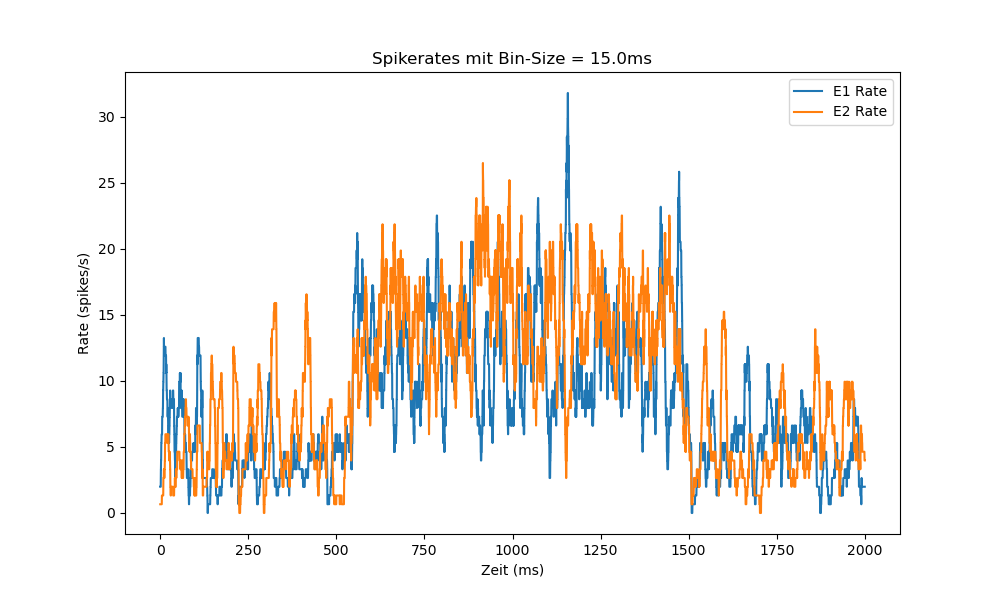 Spikerates mit Bin-Size = 15.0ms
E1 Rate
E2 Rate
30
25
20
15
10
5
0
Rate (spikes/s)
0 250 500 750 1000 1250 1500 1750 2000
Zeit (ms)